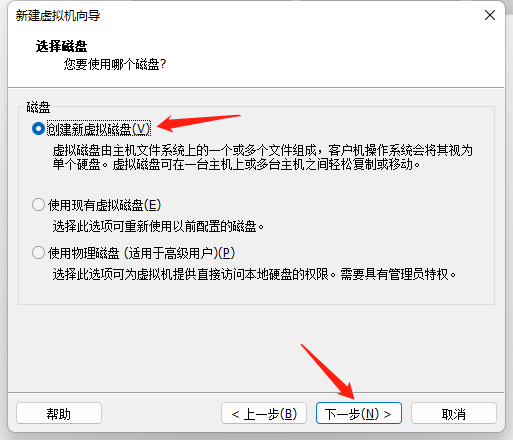 新建虚拟机向导
选择磁盘
您要使用哪个磁盘?
磁盘
创建新虚拟磁盘(V)
虚拟磁盘由主机文件系统上的一个或多个文件组成，客户机操作系统会将其视为
单个硬盘。虚拟磁盘可在一台主机上或多台主机之间轻松复制或移动。
使用现有虚拟磁盘(E)
选择此选项可重新使用以前配置的磁盘。
使用物理磁盘 (适用于高级用户)(P)
选择此选项可为虚拟机提供直接访问本地硬盘的权限。需要具有管理员特权。
帮助
< 上一步(B)
下一步(N) >
取消